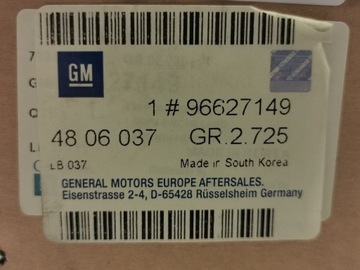 GM
1 # 96627149
48 06 037 GR.2.725
LB 037 Made in South Korea
GENERAL MOTORS EUROPE AFTERSALES.
Eisenstrasse 2-4, D-65428 Rüsselsheim Germany